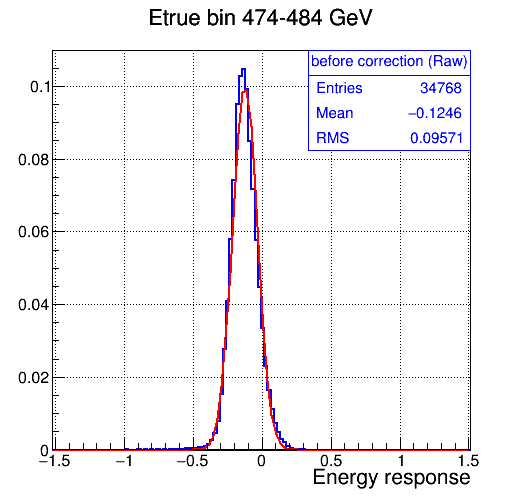 Etrue bin 474-484 GeV
before correction (Raw)
Entries 34768
Mean −0.1246
RMS 0.09571
0.1
0.08
0.06
0.04
0.02
0
−1.5 −1 −0.5 0 0.5 1 1.5
Energy response